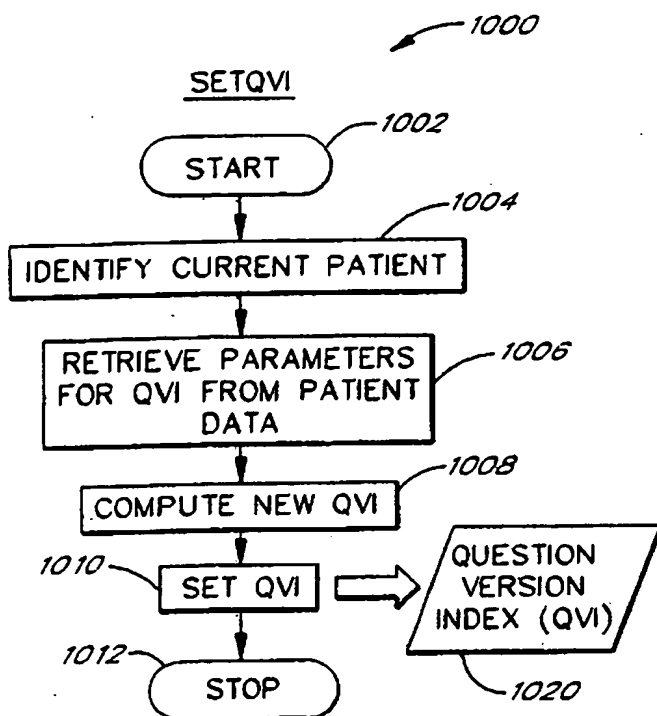 1000
SETQVI
1002
START
1004
IDENTIFY CURRENT PATIENT
1006
RETRIEVE PARAMETERS
FOR QVI FROM PATIENT
DATA
1008
COMPUTE NEW QVI
1010
SET QVI
QUESTION
VERSION
INDEX (QVI)
1020
1012
STOP